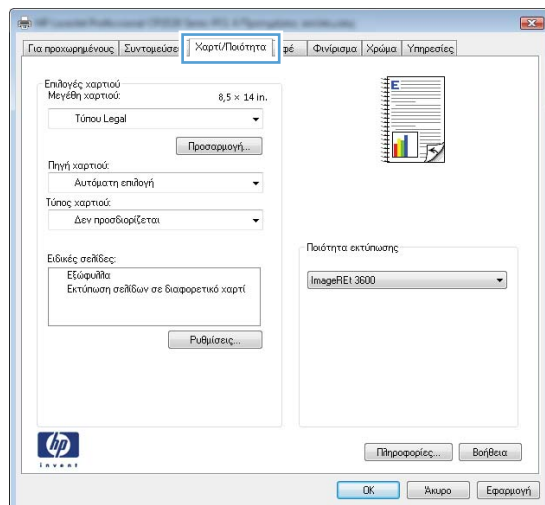 Για προχωρημένους Συντομεύσε Χαρτί/Ποιότητα φέ Φινίρισμα Χρώμα Υπηρεσίες
Επιλογές χαρτιού
Μεγέθη χαρτιού: 8,5 × 14 in.
Τύπου Legal
Προσαρμογή...
Πηγή χαρτιού:
Αυτόματη επιλογή
Τύπος χαρτιού:
Δεν προσδιορίζεται
Ειδικές σελίδες:
Εξώφυλλα
Εκτύπωση σελίδων σε διαφορετικό χαρτί
Ρυθμίσεις...
E
Ποιότητα εκτύπωσης
ImageREt 3600
hp
invent
Πληροφορίες... Βοήθεια
OK Άκυρο Εφαρμογή